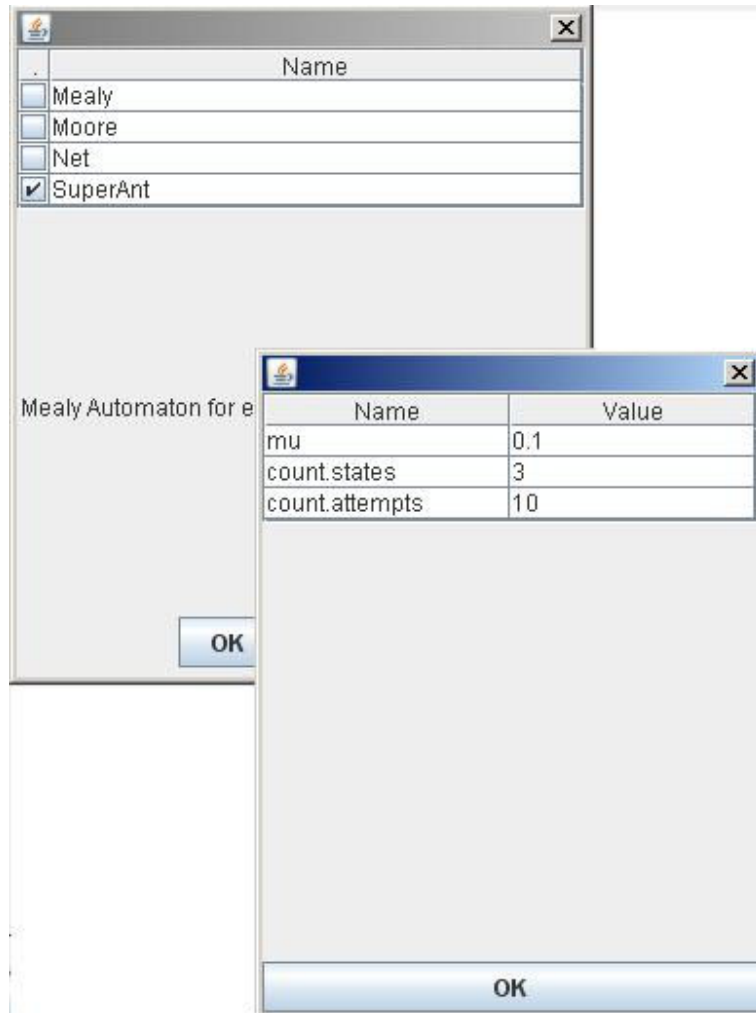 . Name
Mealy
Moore
Net
SuperAnt
Mealy Automaton for e
OK
Name Value
mu 0.1
count.states 3
count.attempts 10
OK